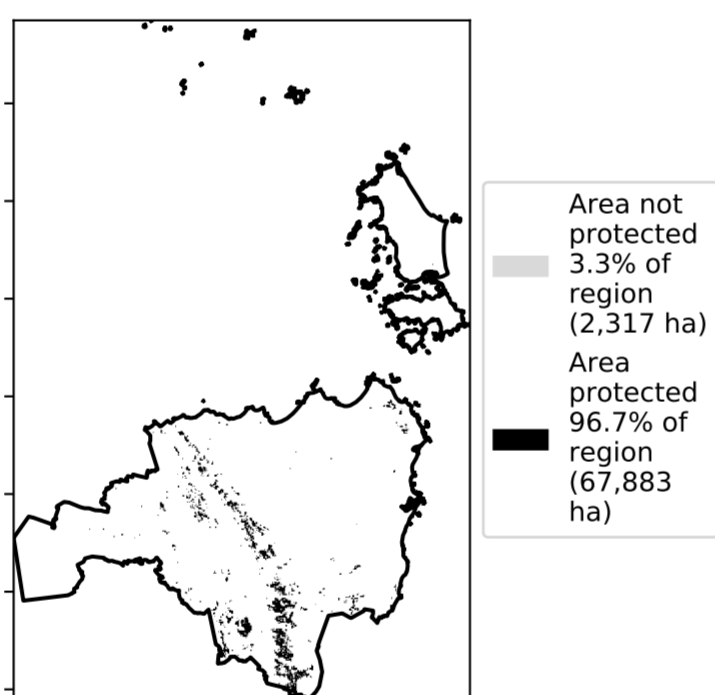 Area not
protected
3.3% of
region
(2,317 ha)
Area
protected
96.7% of
region
(67,883
ha)